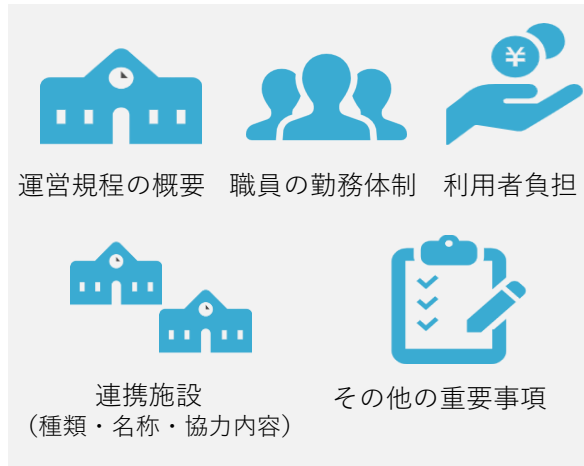 ¥
運営規程の概要
職員の勤務体制
利用者負担
連携施設
（種類・名称・協力内容）
その他の重要事項